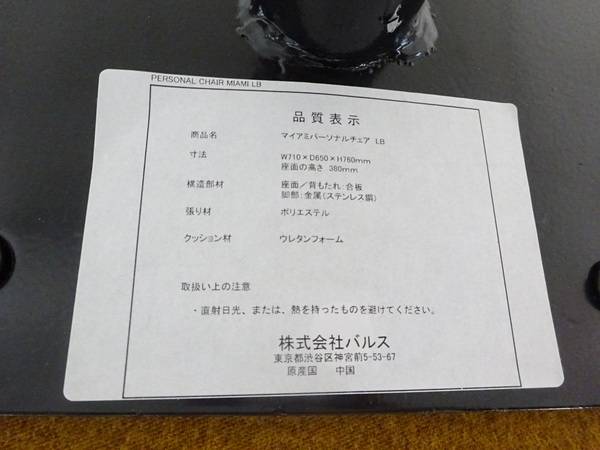 PERSONAL CHAIR MIAMI LB
品質表示
商品名 マイアミパーソナルチェア LB
寸法 W710×D650×H760mm
座面の高さ 380mm
構造部材 座面／背もたれ:合板
脚部:金属(ステンレス鋼)
張り材 ポリエステル
クッション材 ウレタンフォーム
取扱い上の注意
・直射日光、または、熱を持ったものを避けてください。
株式会社バルス
東京都渋谷区神宮前5-53-67
原産国 中国